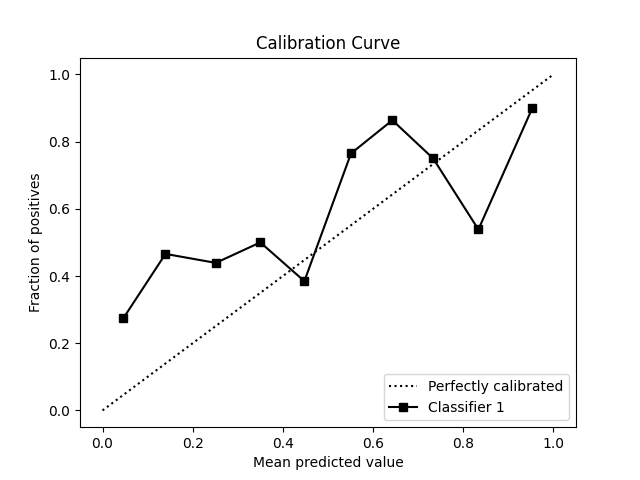 Calibration Curve
1.0
0.8
0.6
0.4
0.2
0.0
Fraction of positives
Perfectly calibrated
Classifier 1
0.0 0.2 0.4 0.6 0.8 1.0
Mean predicted value